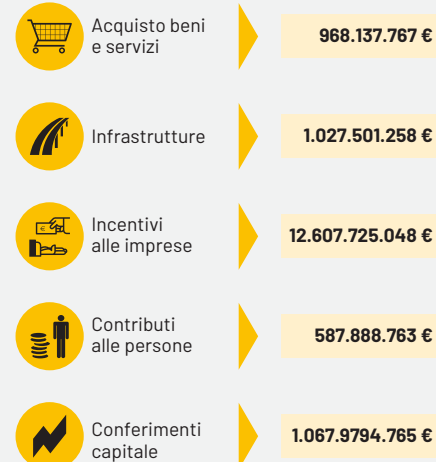 Acquisto beni
e servizi
968.137.767 €
Infrastrutture
1.027.501.258 €
Incentivi
alle imprese
12.607.725.048 €
Contributi
alle persone
587.888.763 €
Conferimenti
capitale
1.067.9794.765 €